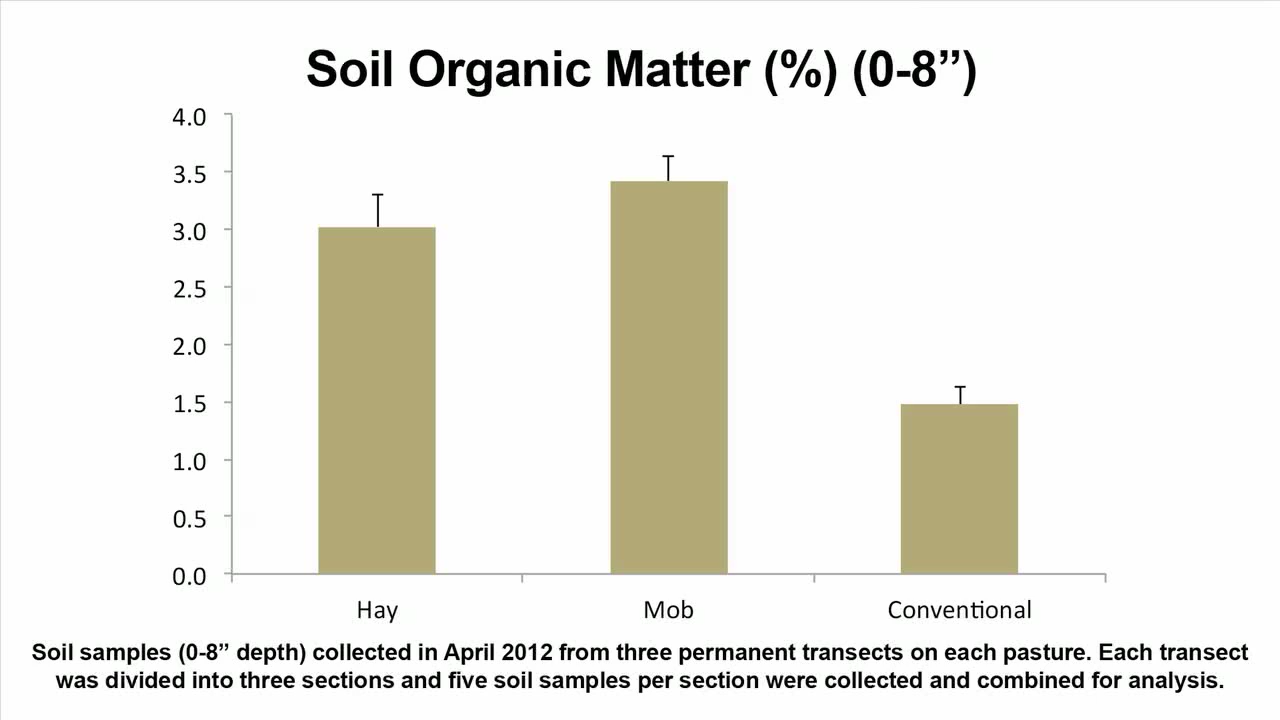 Soil Organic Matter (%) (0-8”)
4.0
3.5
3.0
2.5
2.0
1.5
1.0
0.5
0.0
Hay Mob Conventional
Soil samples (0-8” depth) collected in April 2012 from three permanent transects on each pasture. Each transect
was divided into three sections and five soil samples per section were collected and combined for analysis.